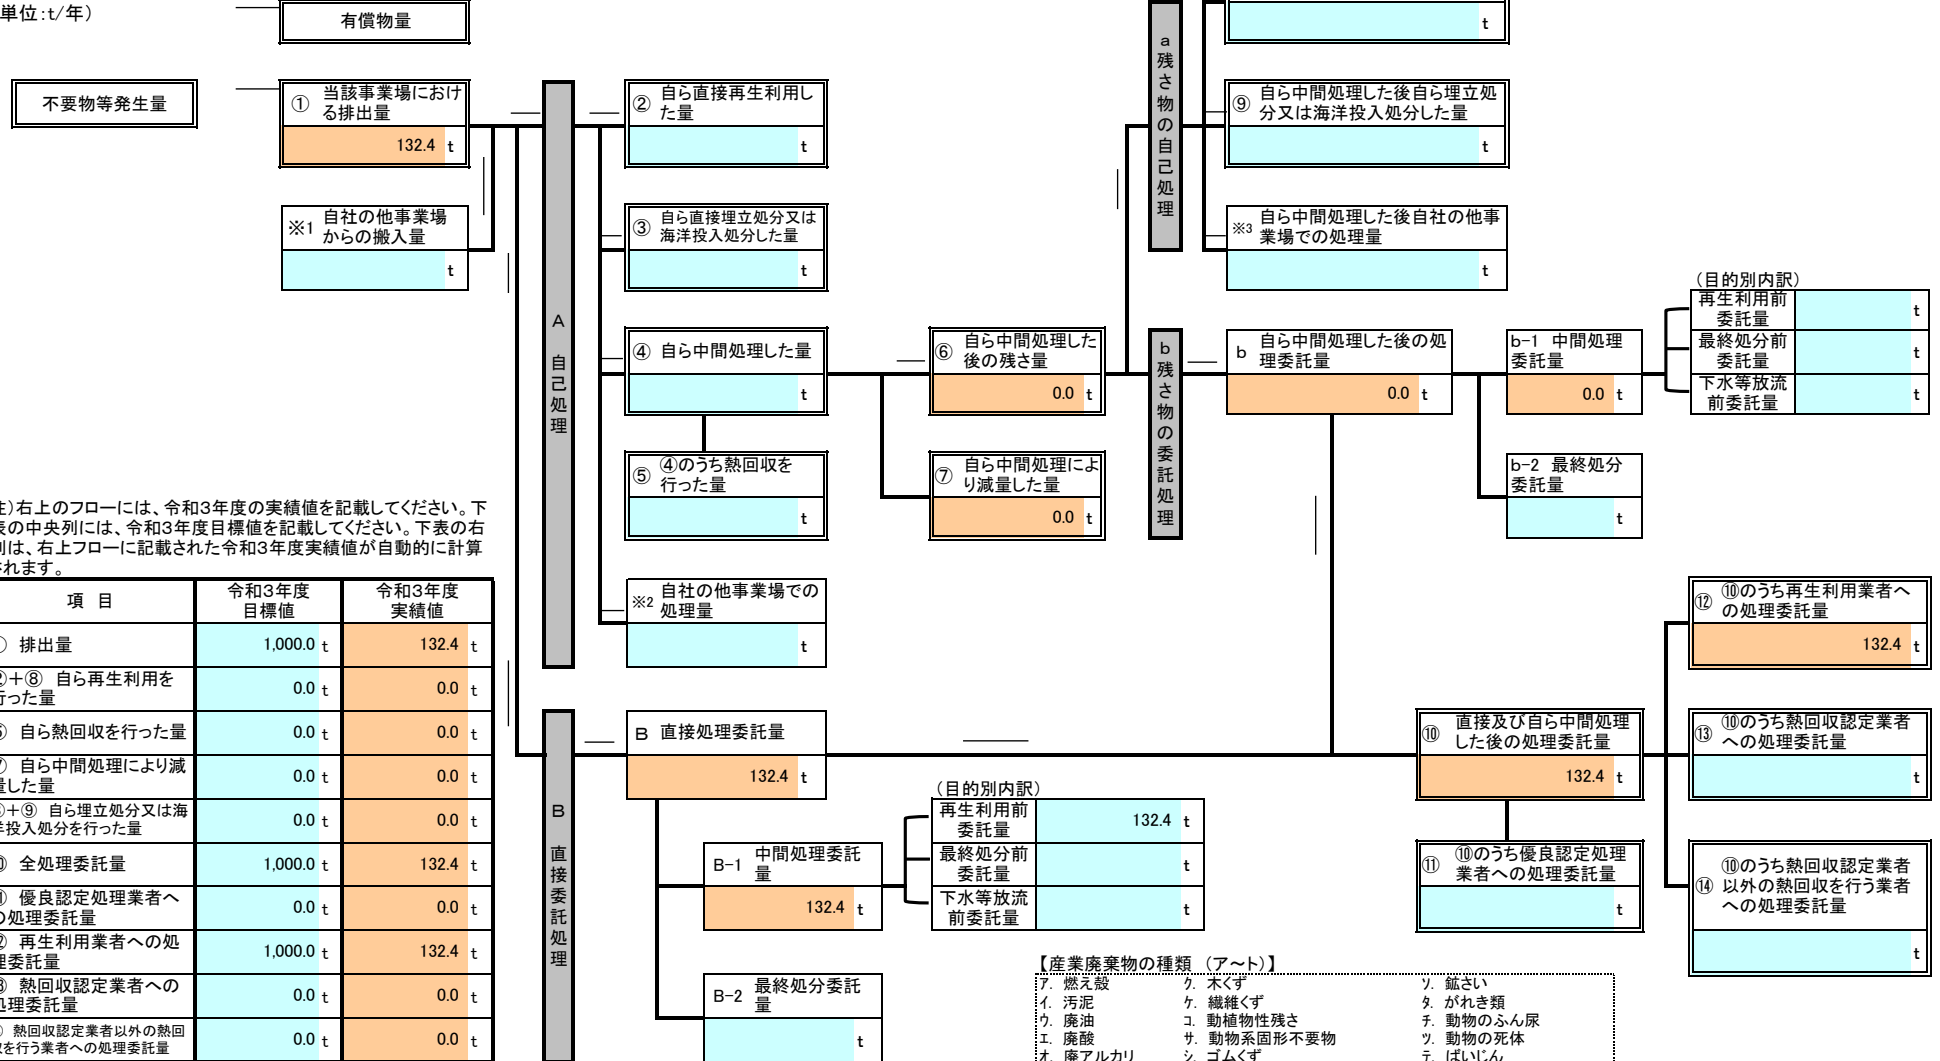 単位:t/年)
有償物量
t
不要物等発生量
① 当該事業場におけ
る排出量
132.4 t
※1 自社の他事業場
からの搬入量
t
A 自己処理
② 自ら直接再生利用し
た量
t
③ 自ら直接埋立処分又は
海洋投入処分した量
t
④ 自ら中間処理した量
t
⑤ ④のうち熱回収を
行った量
t
※2 自社の他事業場での
処理量
t
⑥ 自ら中間処理した
後の残さ量
0.0 t
⑦ 自ら中間処理によ
り減量した量
0.0 t
a残さ物の自己処理
⑨ 自ら中間処理した後自ら埋立処
分又は海洋投入処分した量
t
※3 自ら中間処理した後自社の他事
業場での処理量
t
b残さ物の委託処理
b 自ら中間処理した後の処
理委託量
0.0 t
b-1 中間処理
委託量
0.0 t
b-2 最終処分
委託量
t
(目的別内訳)
再生利用前
委託量 t
最終処分前
委託量 t
下水等放流
前委託量 t
注)右上のフローには、令和3年度の実績値を記載してください。下
表の中央列には、令和3年度目標値を記載してください。下表の右
列は、右上フローに記載された令和3年度実績値が自動的に計算
されます。
項 目 令和3年度
目標値 令和3年度
実績値
① 排出量 1,000.0 t 132.4 t
②+⑧ 自ら再生利用を
行った量 0.0 t 0.0 t
⑤ 自ら熱回収を行った量 0.0 t 0.0 t
⑦ 自ら中間処理により減
量した量 0.0 t 0.0 t
③+⑨ 自ら埋立処分又は海
洋投入処分を行った量 0.0 t 0.0 t
⑩ 全処理委託量 1,000.0 t 132.4 t
⑪ 優良認定処理業者へ
の処理委託量 0.0 t 0.0 t
⑫ 再生利用業者への処
理委託量 1,000.0 t 132.4 t
⑬ 熱回収認定業者への
処理委託量 0.0 t 0.0 t
⑭ 熱回収認定業者以外の熱回
収を行う業者への処理委託量 0.0 t 0.0 t
B 直接委託処理
B 直接処理委託量
132.4 t
B-1 中間処理委託
量
132.4 t
B-2 最終処分委託
量
t
(目的別内訳)
再生利用前
委託量 132.4 t
最終処分前
委託量 t
下水等放流
前委託量 t
⑩ 直接及び自ら中間処理
した後の処理委託量
132.4 t
⑪ ⑩のうち優良認定処理
業者への処理委託量
t
⑫ ⑩のうち再生利用業者へ
の処理委託量
132.4 t
⑬ ⑩のうち熱回収認定業者
への処理委託量
t
⑭ ⑩のうち熱回収認定業者
以外の熱回収を行う業者
への処理委託量
t
【産業廃棄物の種類 (ア~ト)】
ア. 燃え殻 ク. 木くず ソ. 鉱さい
イ. 汚泥 ケ. 繊維くず タ. がれき類
ウ. 廃油 コ. 動植物性残さ チ. 動物のふん尿
エ. 廃酸 サ. 動物系固形不要物 ツ. 動物の死体
オ. 廃アルカリ シ. ゴムくず テ. ばいじん